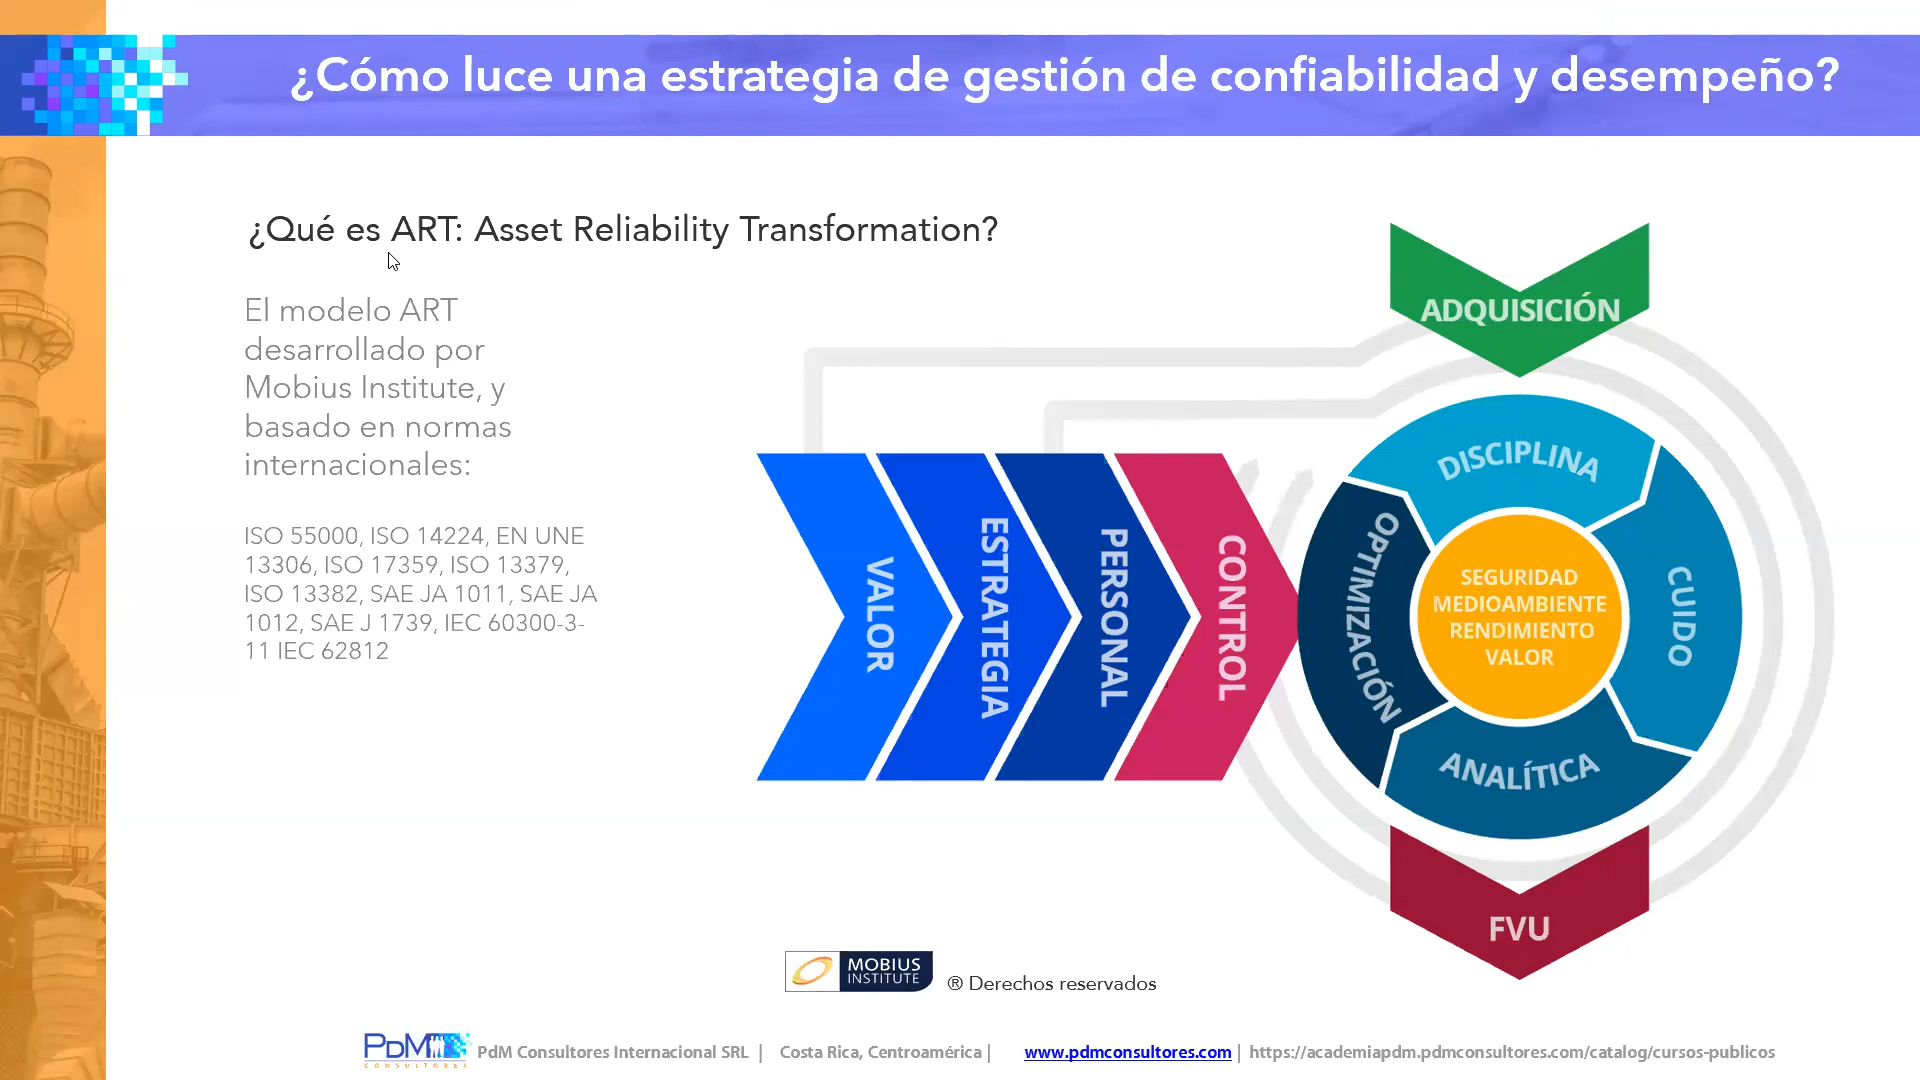 ¿Cómo luce una estrategia de gestión de confiabilidad y desempeño?
¿Qué es ART: Asset Reliability Transformation?
El modelo ART
desarrollado por
Mobius Institute, y
basado en normas
internacionales:
ISO 55000, ISO 14224, EN UNE
13306, ISO 17359, ISO 13379,
ISO 13382, SAE JA 1011, SAE JA
1012, SAE J 1739, IEC 60300-3-
11 IEC 62812
VALOR
ESTRATEGIA
PERSONAL
CONTROL
ADQUISICIÓN
DISCIPLINA
CUIDO
ANALÍTICA
OPTIMIZACIÓN
SEGURIDAD
MEDIOAMBIENTE
RENDIMIENTO
VALOR
FVU
MOBIUS
INSTITUTE
® Derechos reservados
PDM
CONSULTORES
PdM Consultores Internacional SRL | Costa Rica, Centroamérica | www.pdmconsultores.com | https://academiapdm.pdmconsultores.com/catalog/cursos-publicos